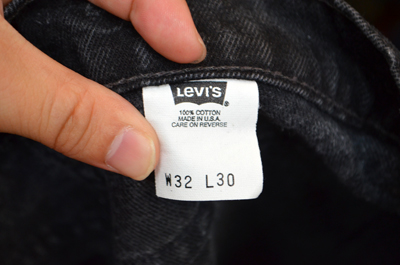 LEVI'S ®
100% COTTON
MADE IN U.S.A.
CARE ON REVERSE
W32 L30